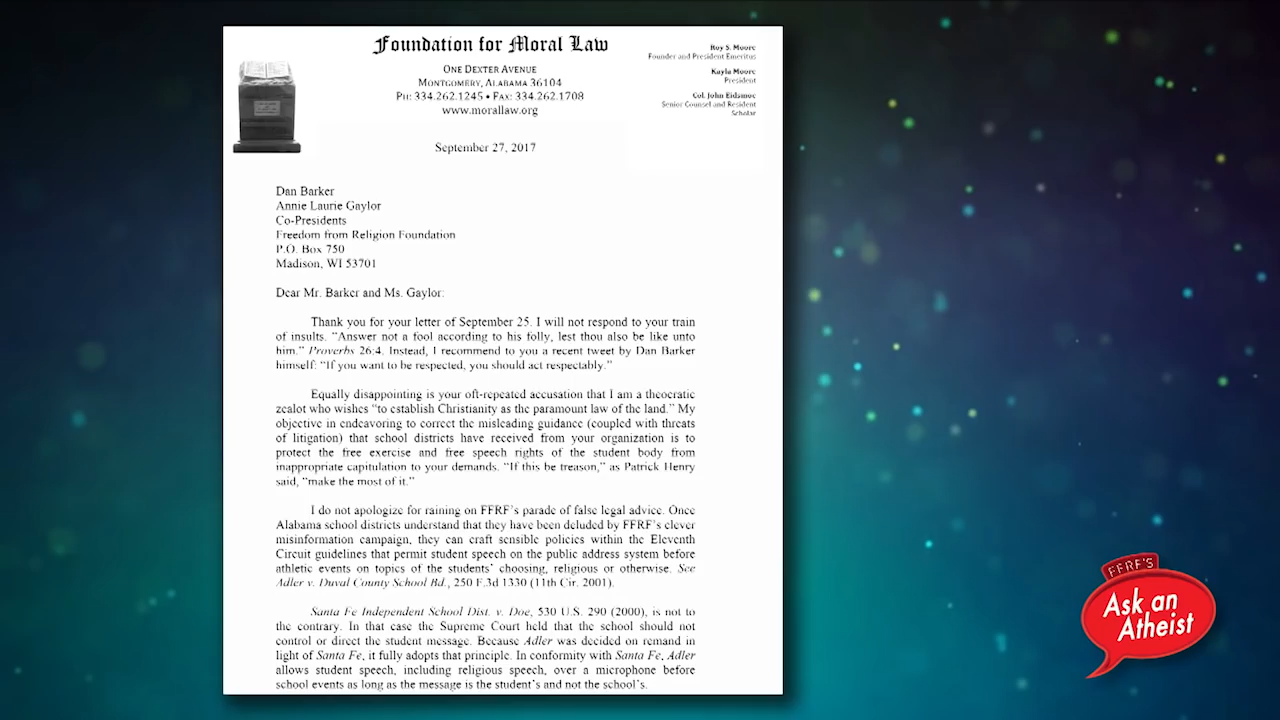 Foundation for Moral Law
ONE DEXTER AVENUE
MONTGOMERY, ALABAMA 36104
PH: 334.262.1245 • FAX: 334.262.1708
www.morallaw.org
Roy S. Moore
Founder and President Emeritus
Kayla Moore
President
Col. John Eidsmoe
Senior Counsel and Resident
Scholar
September 27, 2017
Dan Barker
Annie Laurie Gaylor
Co-Presidents
Freedom from Religion Foundation
P.O. Box 750
Madison, WI 53701
Dear Mr. Barker and Ms. Gaylor:
Thank you for your letter of September 25. I will not respond to your train
of insults. “Answer not a fool according to his folly, lest thou also be like unto
him.” Proverbs 26:4. Instead, I recommend to you a recent tweet by Dan Barker
himself: “If you want to be respected, you should act respectably.”
Equally disappointing is your oft-repeated accusation that I am a theocratic
zealot who wishes “to establish Christianity as the paramount law of the land.” My
objective in endeavoring to correct the misleading guidance (coupled with threats
of litigation) that school districts have received from your organization is to
protect the free exercise and free speech rights of the student body from
inappropriate capitulation to your demands. “If this be treason,” as Patrick Henry
said, “make the most of it.”
I do not apologize for raining on FFRF’s parade of false legal advice. Once
Alabama school districts understand that they have been deluded by FFRF’s clever
misinformation campaign, they can craft sensible policies within the Eleventh
Circuit guidelines that permit student speech on the public address system before
athletic events on topics of the students’ choosing, religious or otherwise. See
Adler v. Duval County School Bd., 250 F.3d 1330 (11th Cir. 2001).
Santa Fe Independent School Dist. v. Doe, 530 U.S. 290 (2000), is not to
the contrary. In that case the Supreme Court held that the school should not
control or direct the student message. Because Adler was decided on remand in
light of Santa Fe, it fully adopts that principle. In conformity with Santa Fe, Adler
allows student speech, including religious speech, over a microphone before
school events as long as the message is the student’s and not the school’s.
FFRF'S
Ask an
Atheist